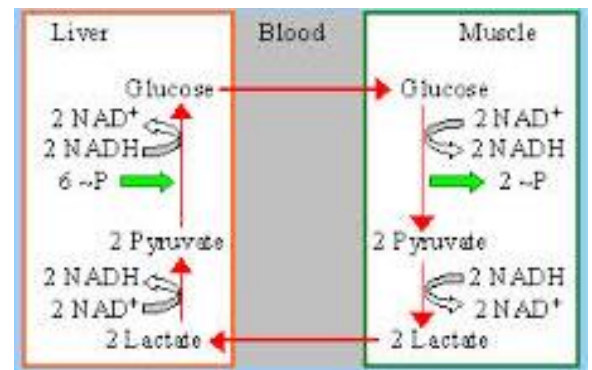 Liver Blood Muscle
Glucose Glucose
2 NAD⁺ 2 NAD⁺
2 NADH 2 NADH
6 ~P 2 ~P
2 Pyruvate 2 Pyruvate
2 NADH 2 NADH
2 NAD⁺ 2 NAD⁺
2 Lactate 2 Lactate